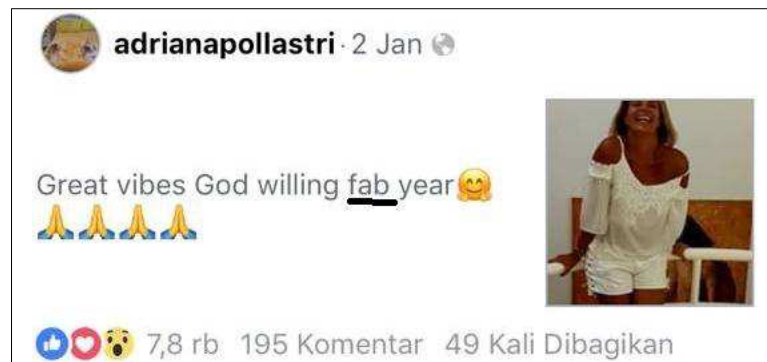 adrianapollastri · 2 Jan
Great vibes God willing fab year🤗
🙏🙏🙏🙏
7,8 rb 195 Komentar 49 Kali Dibagikan